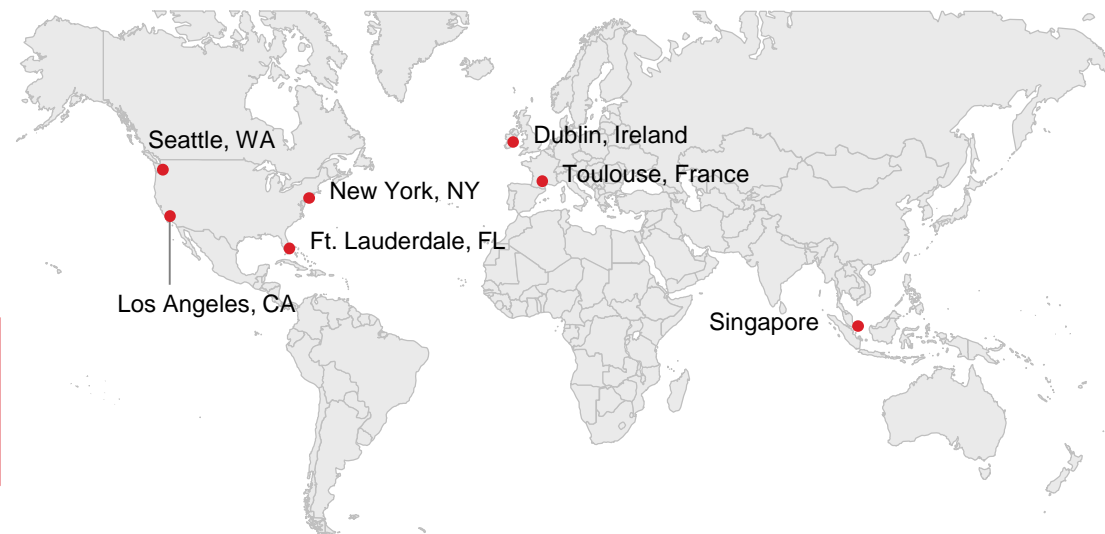 Seattle, WA
Dublin, Ireland
Toulouse, France
New York, NY
Ft. Lauderdale, FL
Los Angeles, CA
Singapore